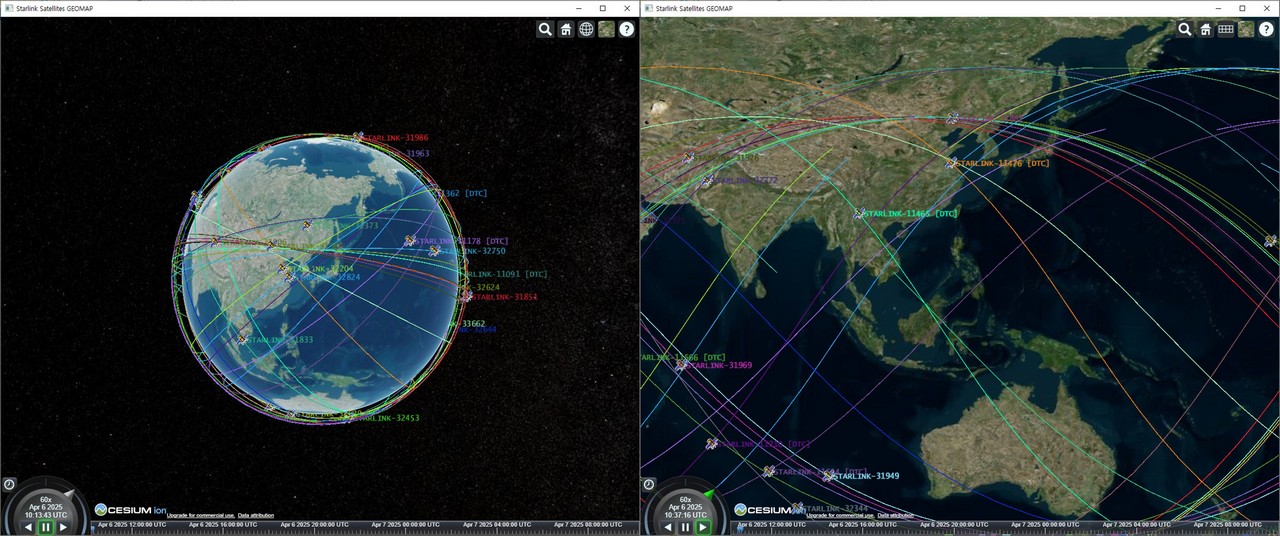 Starlink Satellites GEOMAP
STARLINK-31986
31963
1362 [DTC]
STARLINK-11178 [DTC]
STARLINK-32750
STARLINK-32204
32824
STARLINK-11091 [DTC]
32624
STARLINK-31851
33662
31833
STARLINK-32453
60x
Apr 6 2025
10:13:43 UTC
CESIUM ion
Upgrade for commercial use. Data attribution
Apr 6 2025 12:00:00 UTC
Apr 6 2025 16:00:00 UTC
Apr 6 2025 20:00:00 UTC
Apr 7 2025 00:00:00 UTC
Apr 7 2025 04:00:00 UTC
Apr 7 2025 08:00:00 UTC
Starlink Satellites GEOMAP
STARLINK-11476 [DTC]
STARLINK-11465 [DTC]
[DTC]
STARLINK-31969
[DTC]
[DTC]
STARLINK-31949
STARLINK-32344
60x
Apr 6 2025
10:37:16 UTC
CESIUM ion
Upgrade for commercial use. Data attribution
Apr 6 2025 12:00:00 UTC
Apr 6 2025 16:00:00 UTC
Apr 6 2025 20:00:00 UTC
Apr 7 2025 00:00:00 UTC
Apr 7 2025 04:00:00 UTC
Apr 7 2025 08:00:00 UTC